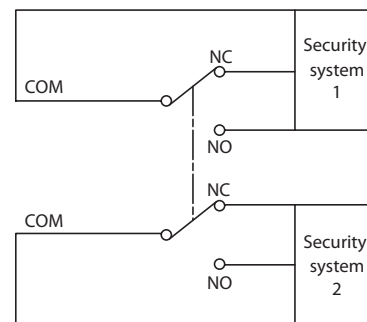 NC
Security
system
1
COM
NO
NC
COM
Security
system
2
NO